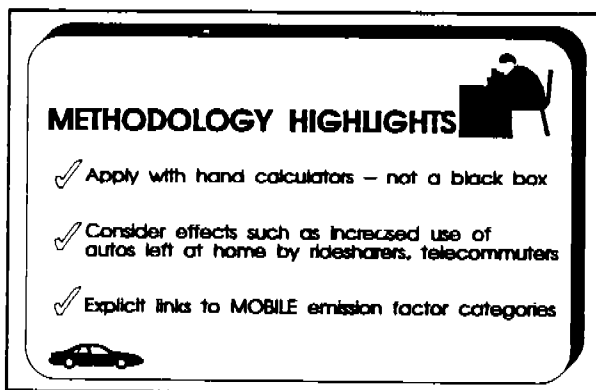 METHODOLOGY HIGHLIGHTS
Apply with hand calculators – not a black box
Consider effects such as increased use of
autos left at home by ridesharers, telecommuters
Explicit links to MOBILE emission factor categories